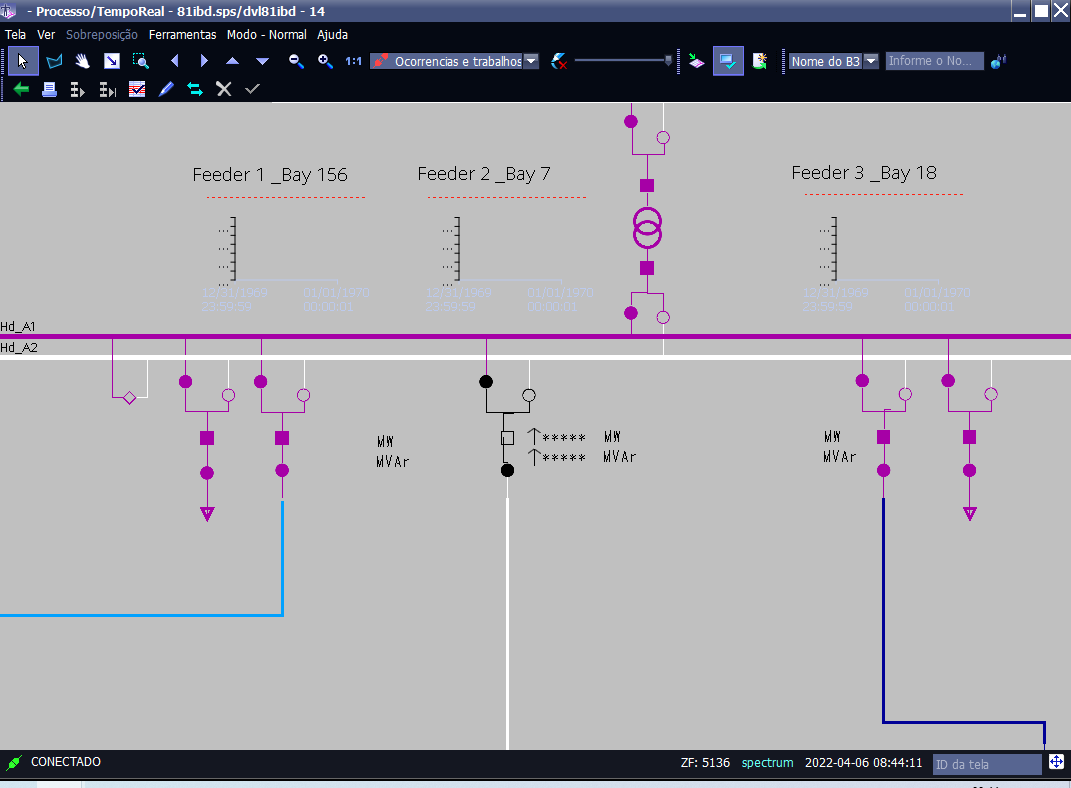 - Processo/TempoReal - 81ibd.sps/dvl81ibd - 14
Tela Ver Sobreposição Ferramentas Modo - Normal Ajuda
1:1 Ocorrencias e trabalhos Nome do B3 Informe o No...
Feeder 1 _Bay 156
Feeder 2 _Bay 7
Feeder 3 _Bay 18
...
...
...
...
...
...
...
...
...
...
...
...
12/31/1969 01/01/1970
23:59:59 00:00:01
12/31/1969 01/01/1970
23:59:59 00:00:01
12/31/1969 01/01/1970
23:59:59 00:00:01
Hd_A1
Hd_A2
MW
MVAr
***** MW
***** MVAr
MW
MVAr
CONECTADO
ZF: 5136 spectrum 2022-04-06 08:44:11 ID da tela